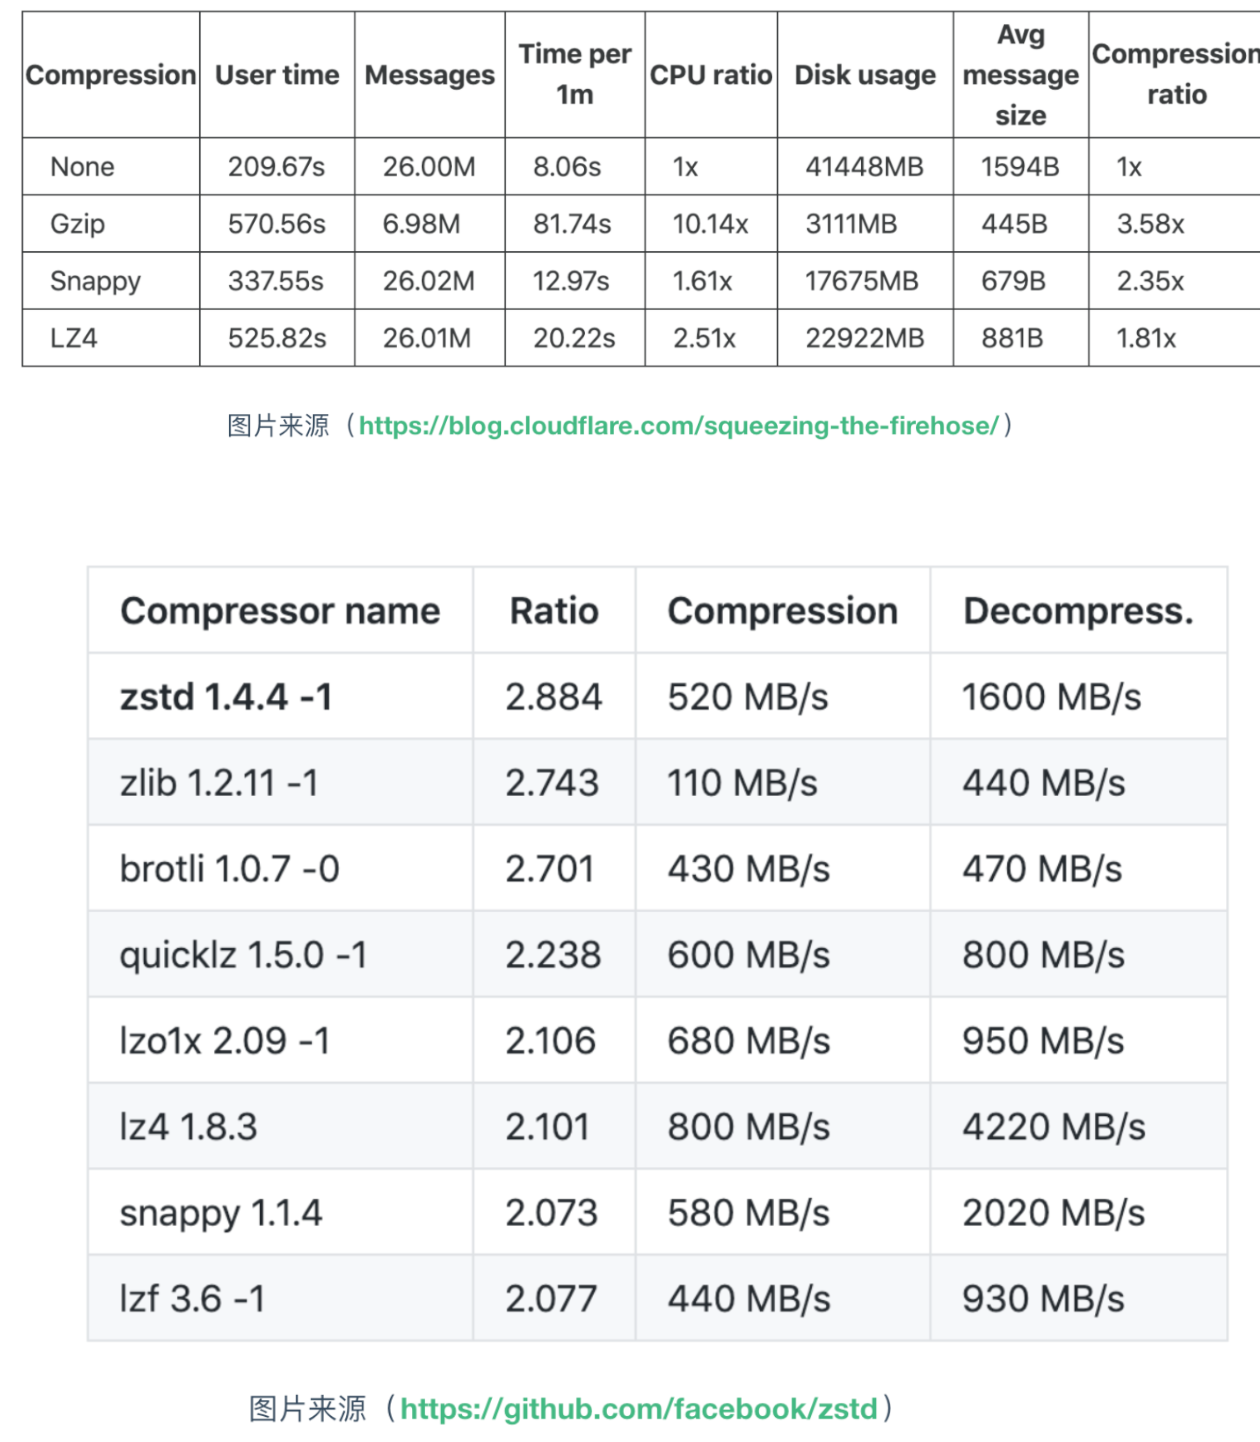 Compression User time Messages Time per 1m CPU ratio Disk usage Avg message size Compression ratio
None 209.67s 26.00M 8.06s 1x 41448MB 1594B 1x
Gzip 570.56s 6.98M 81.74s 10.14x 3111MB 445B 3.58x
Snappy 337.55s 26.02M 12.97s 1.61x 17675MB 679B 2.35x
LZ4 525.82s 26.01M 20.22s 2.51x 22922MB 881B 1.81x
图片来源（https://blog.cloudflare.com/squeezing-the-firehose/）
Compressor name Ratio Compression Decompress.
zstd 1.4.4 -1 2.884 520 MB/s 1600 MB/s
zlib 1.2.11 -1 2.743 110 MB/s 440 MB/s
brotli 1.0.7 -0 2.701 430 MB/s 470 MB/s
quicklz 1.5.0 -1 2.238 600 MB/s 800 MB/s
lzo1x 2.09 -1 2.106 680 MB/s 950 MB/s
lz4 1.8.3 2.101 800 MB/s 4220 MB/s
snappy 1.1.4 2.073 580 MB/s 2020 MB/s
lzf 3.6 -1 2.077 440 MB/s 930 MB/s
图片来源（https://github.com/facebook/zstd）